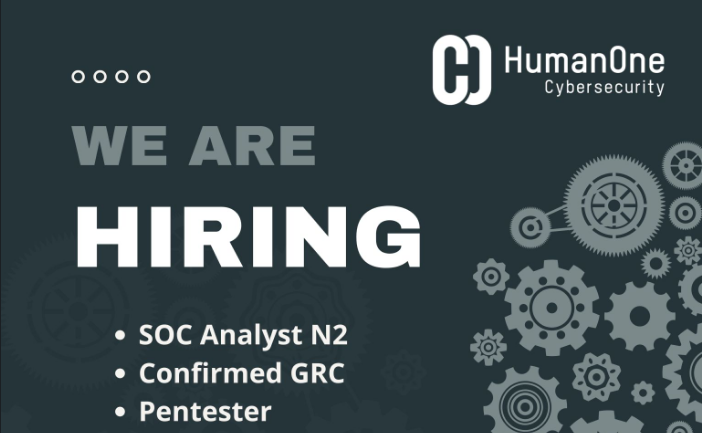 HumanOne
Cybersecurity
WE ARE
HIRING
• SOC Analyst N2
• Confirmed GRC
• Pentester